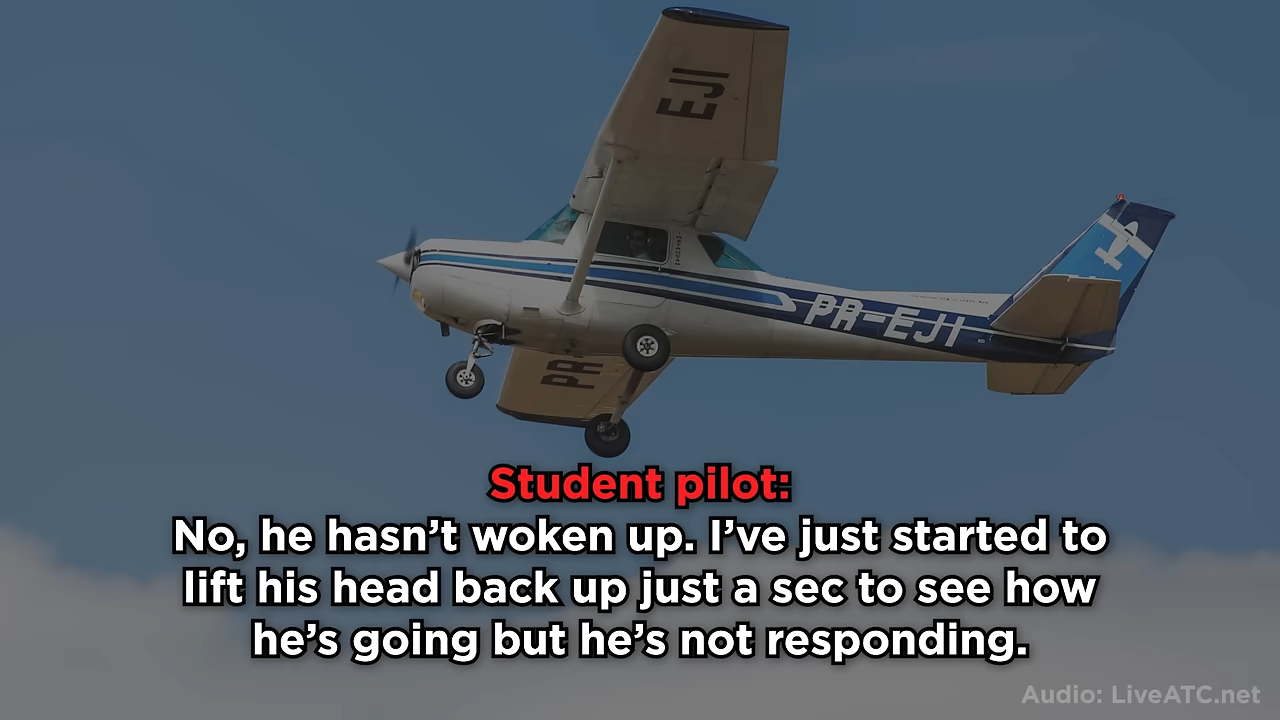 EJI
PR-EJI
PR
Student pilot:
No, he hasn't woken up. I've just started to
lift his head back up just a sec to see how
he's going but he's not responding.
Audio: LiveATC.net